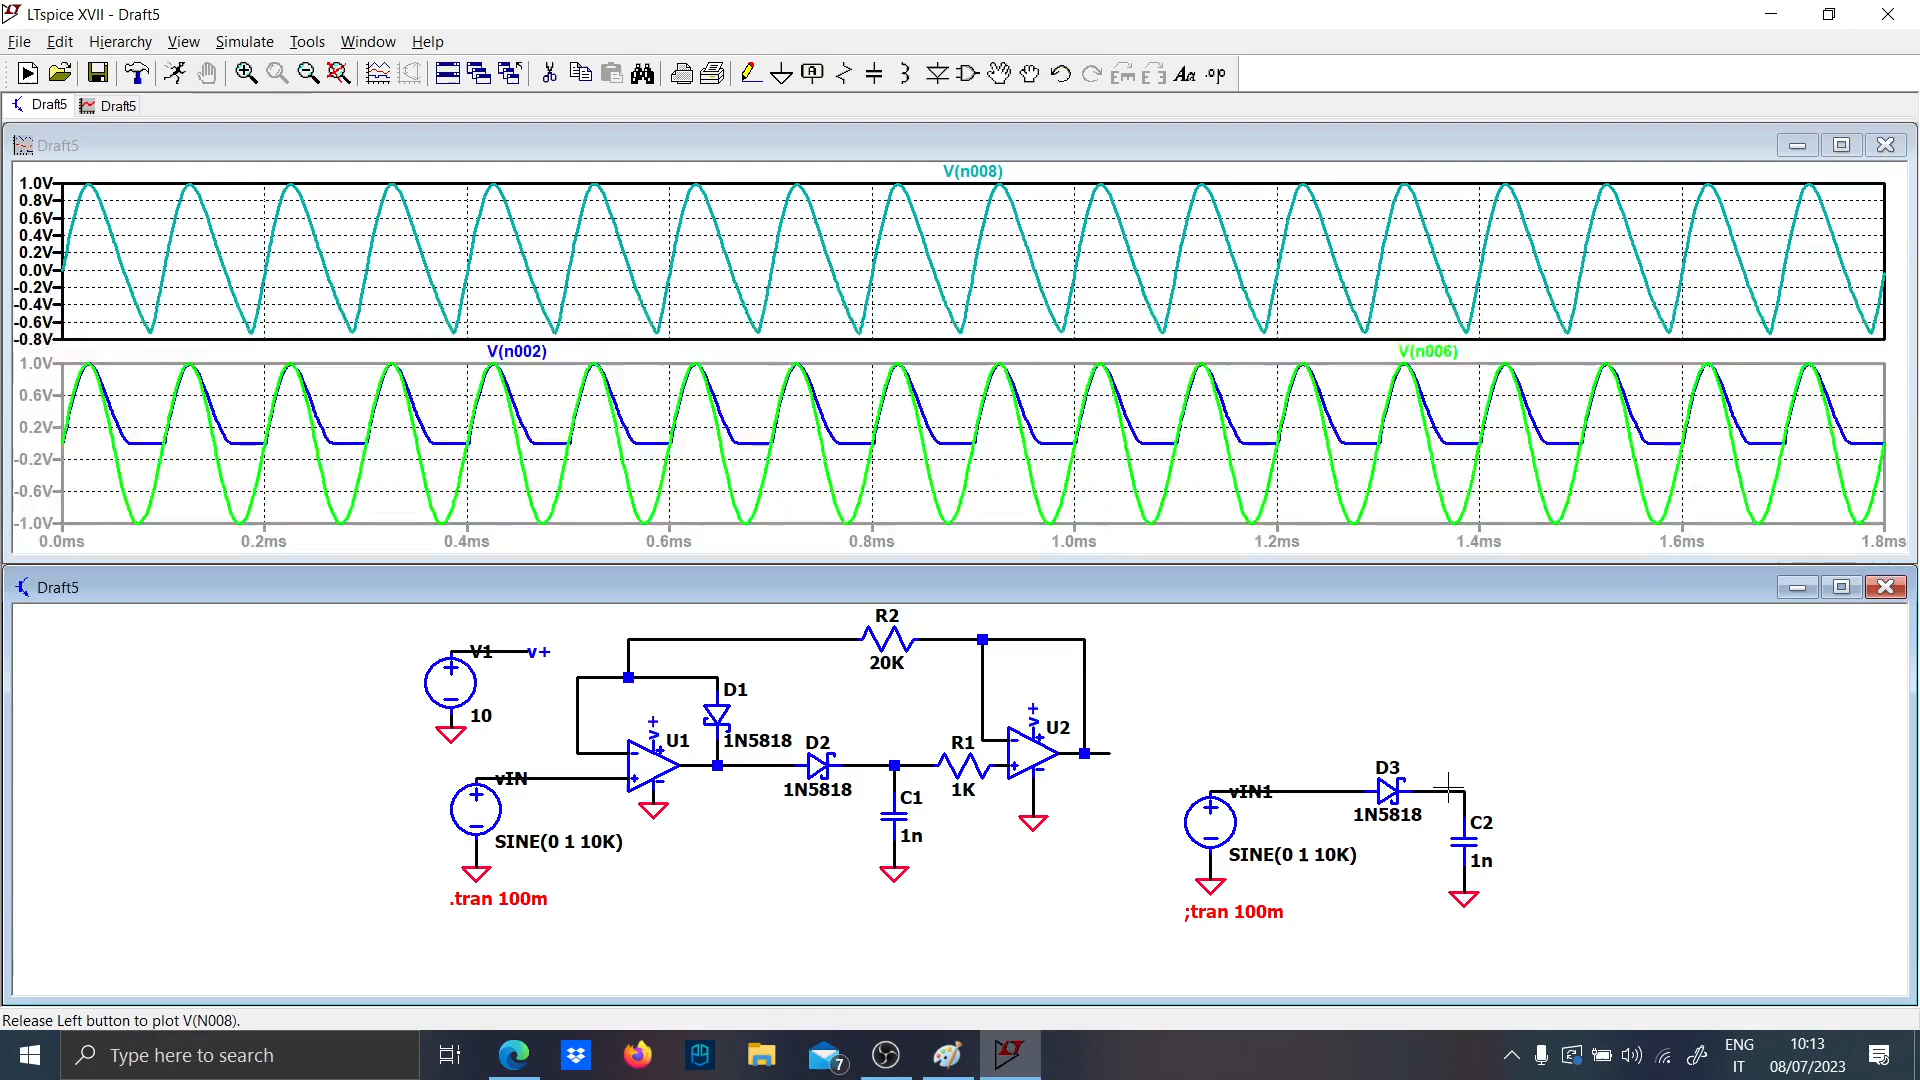 LTspice XVII - Draft5
File Edit Hierarchy View Simulate Tools Window Help
Aa .op
Draft5 Draft5
Draft5
V(n008)
1.0V
0.8V
0.6V
0.4V
0.2V
0.0V
-0.2V
-0.4V
-0.6V
-0.8V
V(n002) V(n006)
1.0V
0.6V
0.2V
-0.2V
-0.6V
-1.0V
0.0ms 0.2ms 0.4ms 0.6ms 0.8ms 1.0ms 1.2ms 1.4ms 1.6ms 1.8ms
Draft5
R2
20K
V1 v+
10
D1
1N5818
v+
U1
D2
1N5818
R1
1K
v+
U2
vIN
SINE(0 1 10K)
C1
1n
.tran 100m
D3
1N5818
vIN1
SINE(0 1 10K)
C2
1n
;tran 100m
Release Left button to plot V(N008).
Type here to search
7
LT
ENG
IT
10:13
08/07/2023